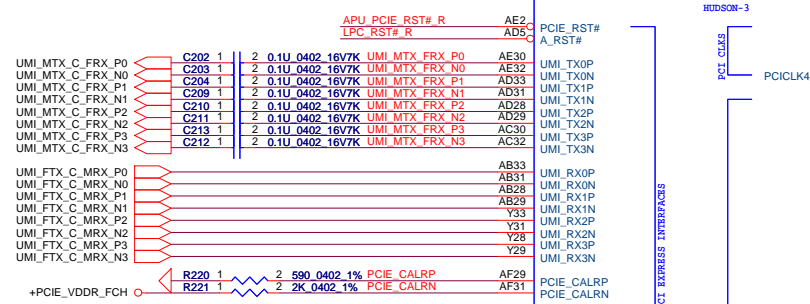 HUDSON-3
APU_PCIE_RST#_R AE2 PCIE_RST#
LPC_RST#_R AD5 A_RST#
UMI_MTX_C_FRX_P0 C202 1 2 0.1U_0402_16V7K UMI_MTX_FRX_P0 AE30 UMI_TX0P
UMI_MTX_C_FRX_N0 C203 1 2 0.1U_0402_16V7K UMI_MTX_FRX_N0 AE32 UMI_TX0N
UMI_MTX_C_FRX_P1 C204 1 2 0.1U_0402_16V7K UMI_MTX_FRX_P1 AD33 UMI_TX1P
UMI_MTX_C_FRX_N1 C209 1 2 0.1U_0402_16V7K UMI_MTX_FRX_N1 AD31 UMI_TX1N
UMI_MTX_C_FRX_P2 C210 1 2 0.1U_0402_16V7K UMI_MTX_FRX_P2 AD28 UMI_TX2P
UMI_MTX_C_FRX_N2 C211 1 2 0.1U_0402_16V7K UMI_MTX_FRX_N2 AD29 UMI_TX2N
UMI_MTX_C_FRX_P3 C213 1 2 0.1U_0402_16V7K UMI_MTX_FRX_P3 AC30 UMI_TX3P
UMI_MTX_C_FRX_N3 C212 1 2 0.1U_0402_16V7K UMI_MTX_FRX_N3 AC32 UMI_TX3N
UMI_FTX_C_MRX_P0 AB33 UMI_RX0P
UMI_FTX_C_MRX_N0 AB31 UMI_RX0N
UMI_FTX_C_MRX_P1 AB28 UMI_RX1P
UMI_FTX_C_MRX_N1 AB29 UMI_RX1N
UMI_FTX_C_MRX_P2 Y33 UMI_RX2P
UMI_FTX_C_MRX_N2 Y31 UMI_RX2N
UMI_FTX_C_MRX_P3 Y28 UMI_RX3P
UMI_FTX_C_MRX_N3 Y29 UMI_RX3N
R220 1 2 590_0402_1% PCIE_CALRP AF29 PCIE_CALRP
+PCIE_VDDR_FCH R221 1 2 2K_0402_1% PCIE_CALRN AF31 PCIE_CALRN
CI EXPRESS INTERFACES
PCI CLKS
PCICLK4